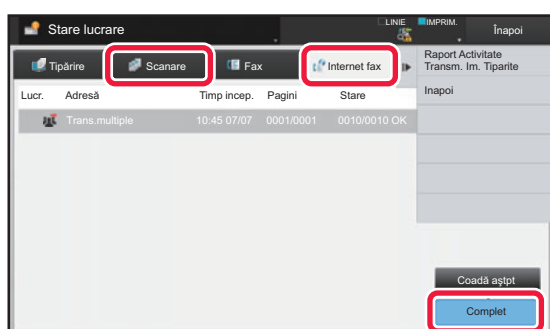 Stare lucrare
LINIE
IMPRIM.
Înapoi
Tipărire
Scanare
Fax
Internet fax
Raport Activitate
Transm. Im. Tiparite
Inapoi
Lucr. Adresă Timp incep. Pagini Stare
Trans.multiple 10:45 07/07 0001/0001 0010/0010 OK
Coadă aştpt
Complet